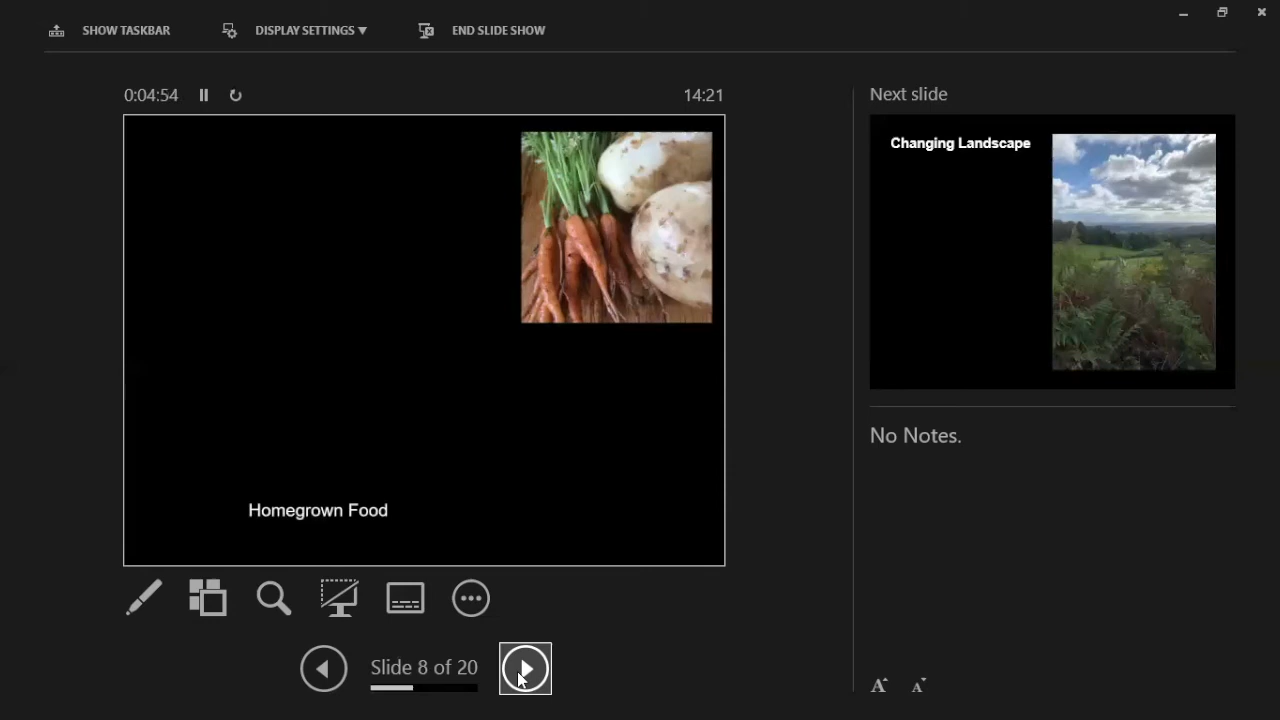 SHOW TASKBAR
DISPLAY SETTINGS ▼
END SLIDE SHOW
0:04:54
14:21
Homegrown Food
Slide 8 of 20
Next slide
Changing Landscape
No Notes.
A
A